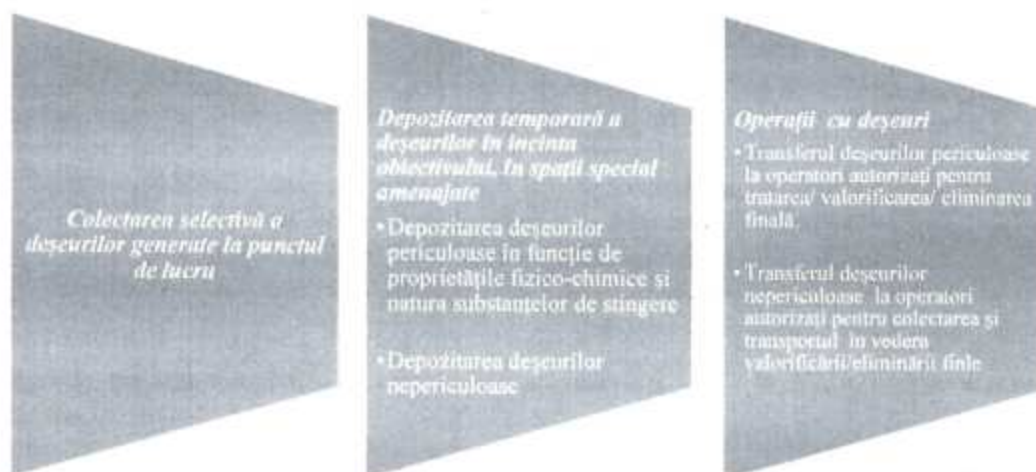 Colectarea selectivă a
deșeurilor generate la punctul
de lucru
Depozitarea temporară a
deșeurilor în incinta
obiectivului, în spații special
amenajate
• Depozitarea deșeurilor
periculoase în funcție de
proprietățile fizico-chimice și
natura substanțelor de stingere
• Depozitarea deșeurilor
nepericuloase
Operații cu deșeuri
• Transferul deșeurilor periculoase
la operatori autorizați pentru
tratarea/ valorificarea/ eliminarea
finală.
• Transferul deșeurilor
nepericuloase la operatori
autorizați pentru colectarea și
transportul în vedera
valorificării/eliminării finle